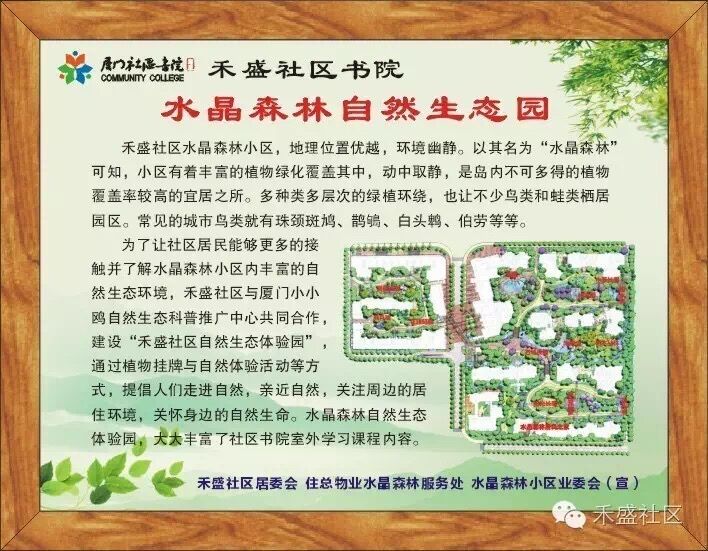 厦门社区书院
COMMUNITY COLLEGE
禾盛社区书院
水晶森林自然生态园
禾盛社区水晶森林小区，地理位置优越，环境幽静。以其名为“水晶森林”
可知，小区有着丰富的植物绿化覆盖其中，动中取静，是岛内不可多得的植物
覆盖率较高的宜居之所。多种类多层次的绿植环绕，也让不少鸟类和蛙类栖居
园区。常见的城市鸟类就有珠颈斑鸠、鹊鸲、白头鹎、伯劳等等。
为了让社区居民能够更多的接
触并了解水晶森林小区内丰富的自
然生态环境，禾盛社区与厦门小小
鸥自然生态科普推广中心共同合作，
建设“禾盛社区自然生态体验园”，
通过植物挂牌与自然体验活动等方
式，提倡人们走进自然，亲近自然，关注周边的居
住环境，关怀身边的自然生命。水晶森林自然生态
体验园，大大丰富了社区书院室外学习课程内容。
禾盛社区居委会 住总物业水晶森林服务处 水晶森林小区业委会（宣）
禾盛社区